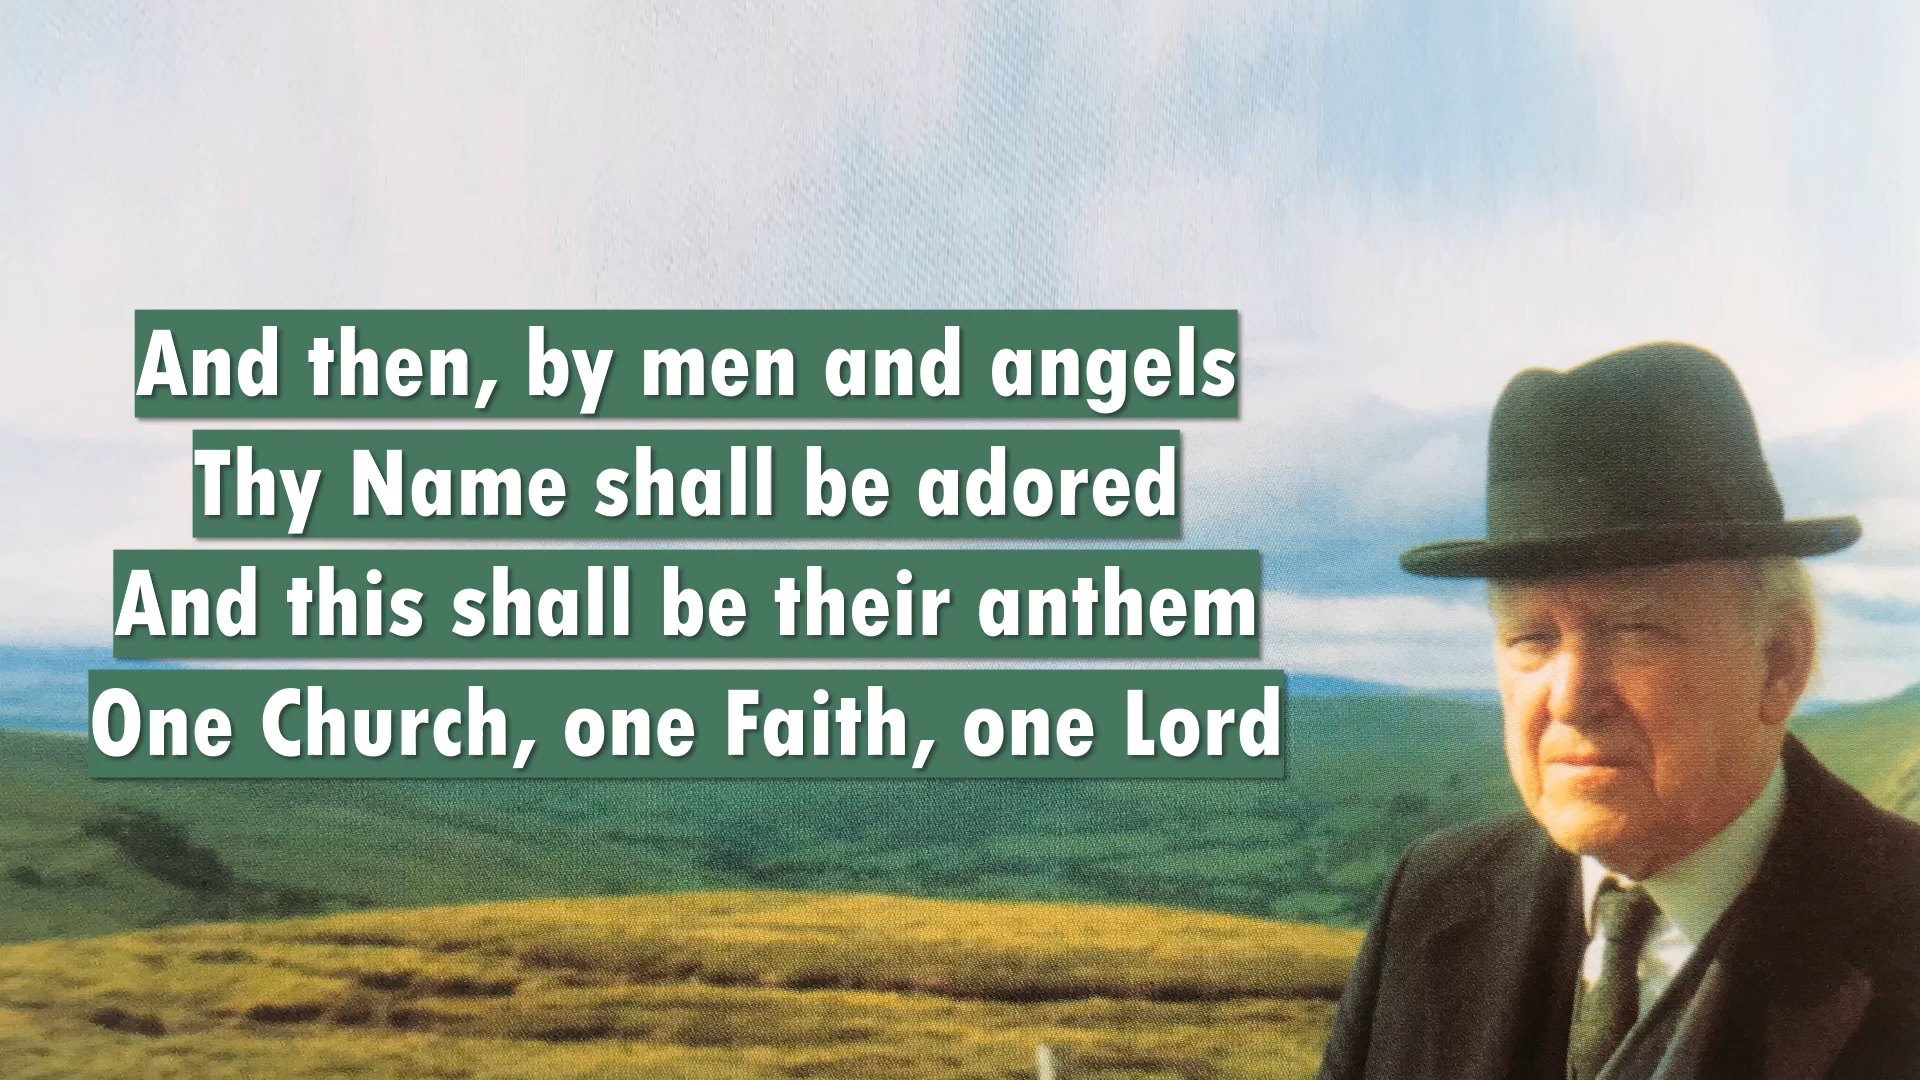 And then, by men and angels
Thy Name shall be adored
And this shall be their anthem
One Church, one Faith, one Lord